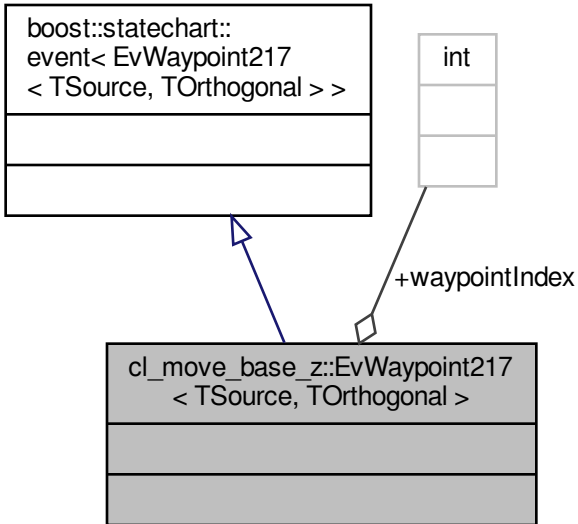 boost::statechart::
event< EvWaypoint217
< TSource, TOrthogonal > >
int
+waypointIndex
cl_move_base_z::EvWaypoint217
< TSource, TOrthogonal >